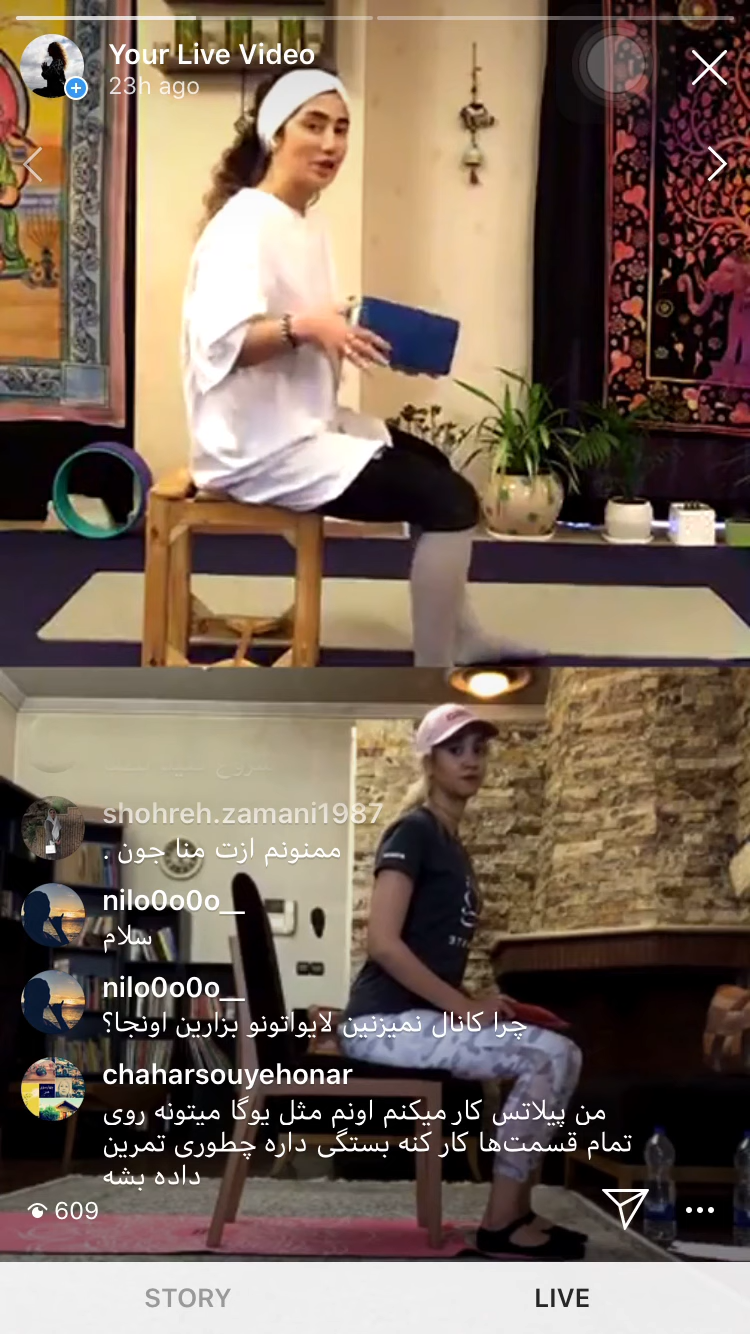 Your Live Video
23h ago
shohreh.zamani1987
ممنونم ازت منا جون .
nilo0o0o__
سلام
nilo0o0o__
چرا کانال نمیزنین لایواتونو بزارین اونجا؟
chaharsouyehonar
من پیلاتس کار میکنم اونم مثل یوگا میتونه روی
تمام قسمت‌ها کار کنه بستگی داره چطوری تمرین
داده بشه
609
STORY
LIVE